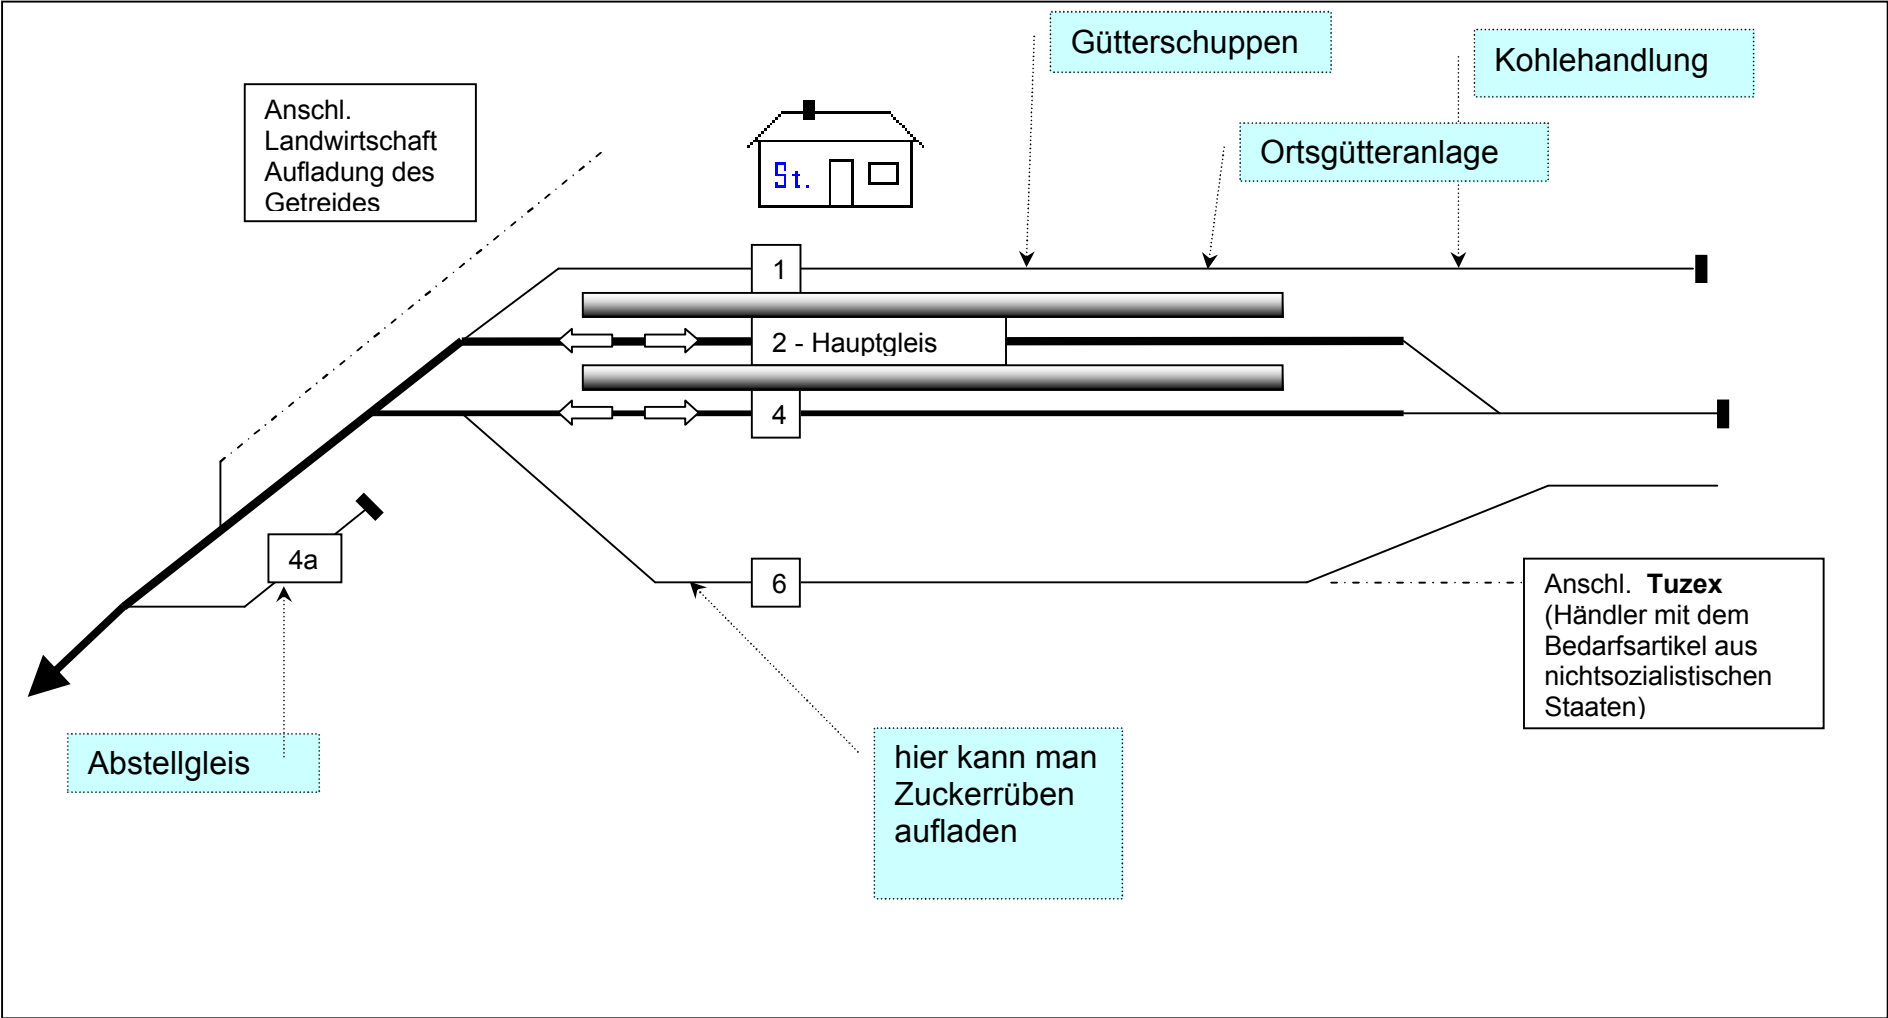 Gütterschuppen
Kohlehandlung
Anschl.
Landwirtschaft
Aufladung des
Getreides
Ortsgütteranlage
St.
1
2 - Hauptgleis
4
4a
6
Anschl. Tuzex
(Händler mit dem
Bedarfsartikel aus
nichtsozialistischen
Staaten)
Abstellgleis
hier kann man
Zuckerrüben
aufladen